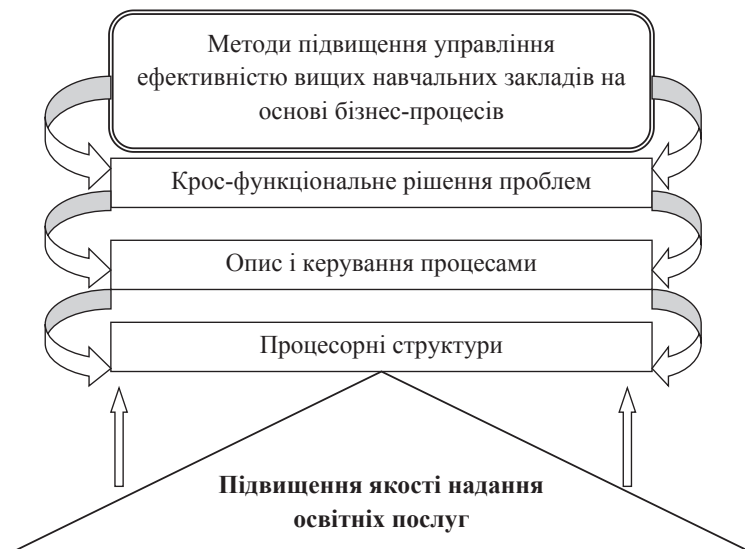 Методи підвищення управління
ефективністю вищих навчальних закладів на
основі бізнес-процесів
Крос-функціональне рішення проблем
Опис і керування процесами
Процесорні структури
Підвищення якості надання
освітніх послуг